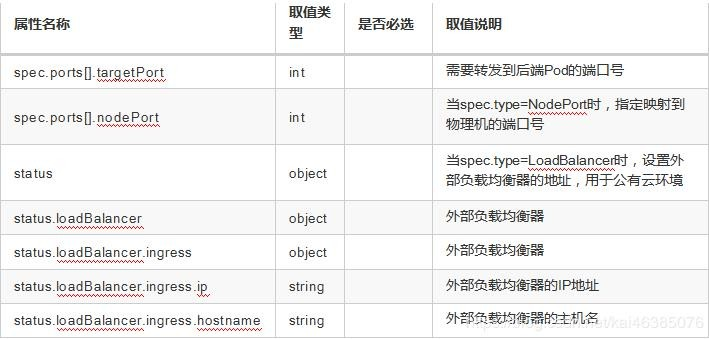 属性名称 取值类型 是否必选 取值说明
spec.ports[].targetPort int 需要转发到后端Pod的端口号
spec.ports[].nodePort int 当spec.type=NodePort时，指定映射到
物理机的端口号
status object 当spec.type=LoadBalancer时，设置外
部负载均衡器的地址，用于公有云环境
status.loadBalancer object 外部负载均衡器
status.loadBalancer.ingress object 外部负载均衡器
status.loadBalancer.ingress.ip string 外部负载均衡器的IP地址
status.loadBalancer.ingress.hostname string 外部负载均衡器的主机名